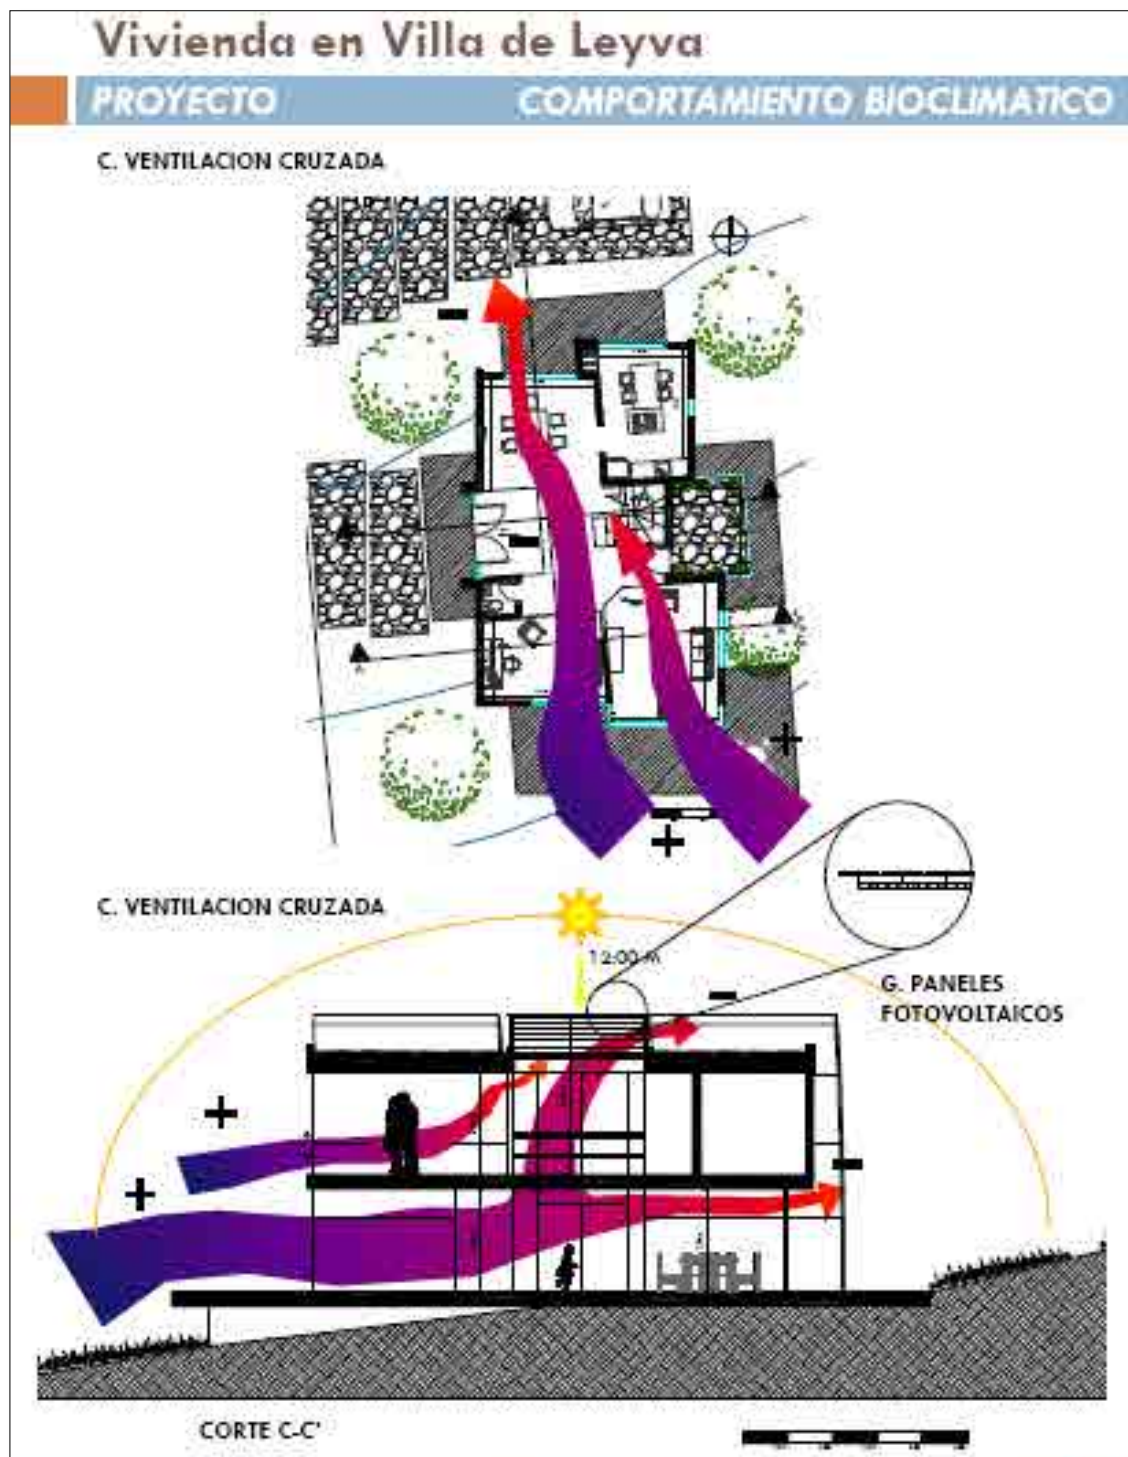 Vivienda en Villa de Leyva
PROYECTO COMPORTAMIENTO BIOCLIMATICO
C. VENTILACION CRUZADA
C. VENTILACION CRUZADA
12:00 M
G. PANELES
FOTOVOLTAICOS
CORTE C-C'